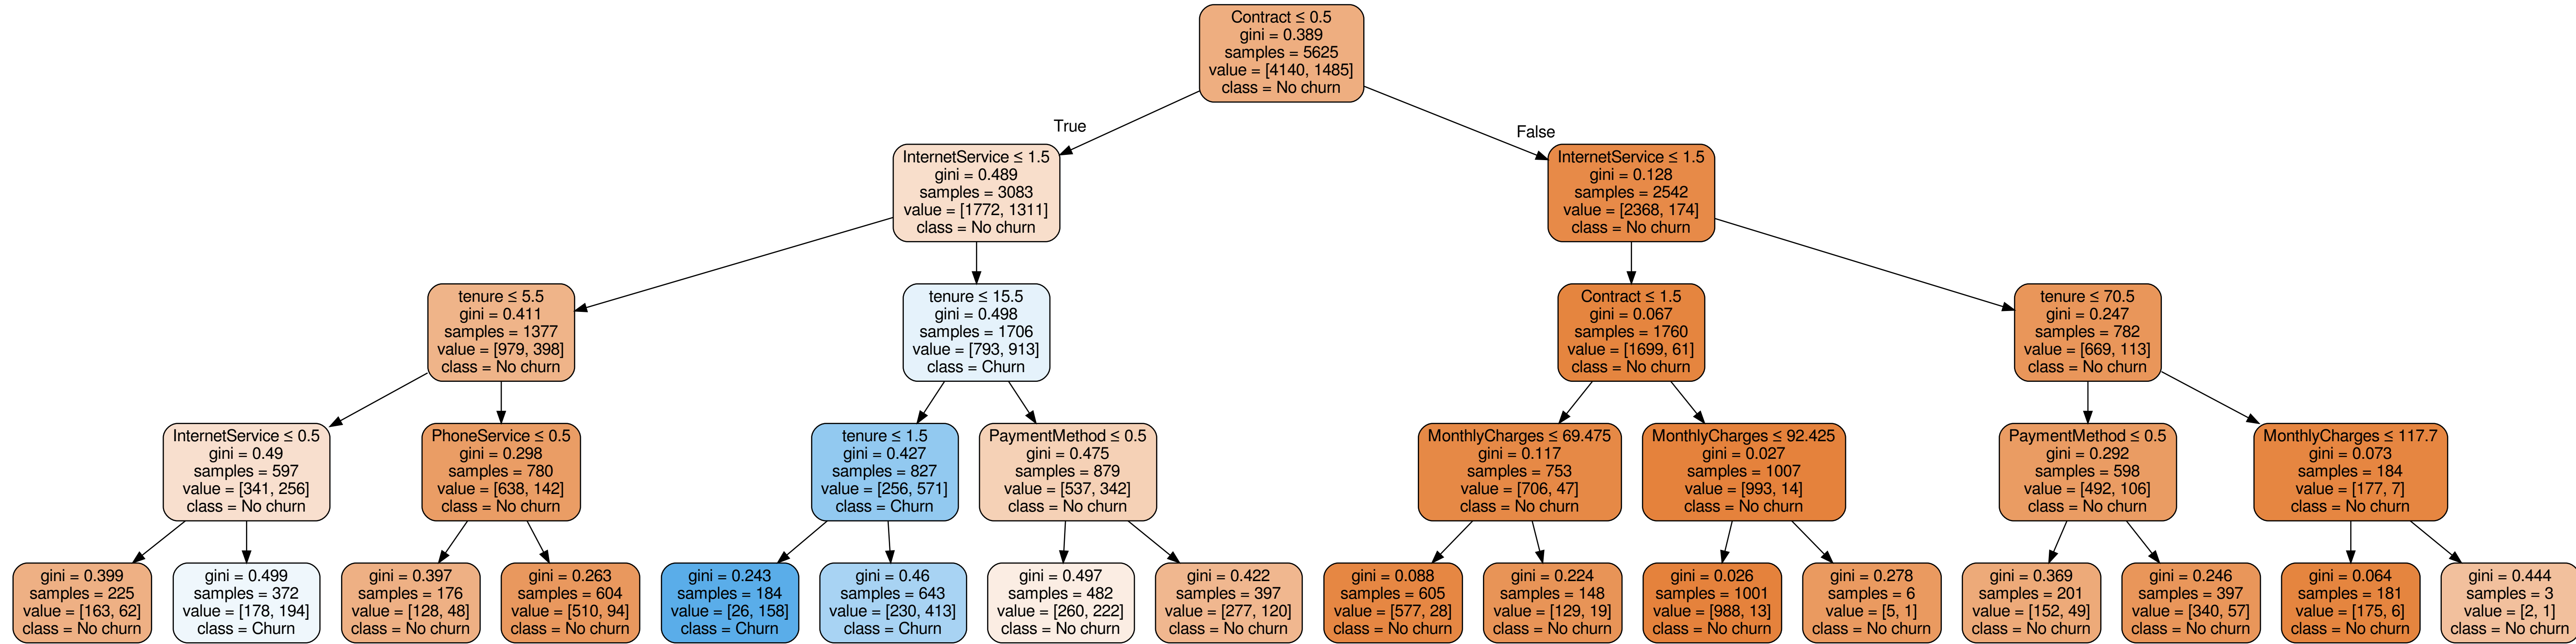 Contract ≤ 0.5
gini = 0.389
samples = 5625
value = [4140, 1485]
class = No churn
True
False
InternetService ≤ 1.5
gini = 0.489
samples = 3083
value = [1772, 1311]
class = No churn
InternetService ≤ 1.5
gini = 0.128
samples = 2542
value = [2368, 174]
class = No churn
tenure ≤ 5.5
gini = 0.411
samples = 1377
value = [979, 398]
class = No churn
tenure ≤ 15.5
gini = 0.498
samples = 1706
value = [793, 913]
class = Churn
Contract ≤ 1.5
gini = 0.067
samples = 1760
value = [1699, 61]
class = No churn
tenure ≤ 70.5
gini = 0.247
samples = 782
value = [669, 113]
class = No churn
InternetService ≤ 0.5
gini = 0.49
samples = 597
value = [341, 256]
class = No churn
PhoneService ≤ 0.5
gini = 0.298
samples = 780
value = [638, 142]
class = No churn
tenure ≤ 1.5
gini = 0.427
samples = 827
value = [256, 571]
class = Churn
PaymentMethod ≤ 0.5
gini = 0.475
samples = 879
value = [537, 342]
class = No churn
MonthlyCharges ≤ 69.475
gini = 0.117
samples = 753
value = [706, 47]
class = No churn
MonthlyCharges ≤ 92.425
gini = 0.027
samples = 1007
value = [993, 14]
class = No churn
PaymentMethod ≤ 0.5
gini = 0.292
samples = 598
value = [492, 106]
class = No churn
MonthlyCharges ≤ 117.7
gini = 0.073
samples = 184
value = [177, 7]
class = No churn
gini = 0.399
samples = 225
value = [163, 62]
class = No churn
gini = 0.499
samples = 372
value = [178, 194]
class = Churn
gini = 0.397
samples = 176
value = [128, 48]
class = No churn
gini = 0.263
samples = 604
value = [510, 94]
class = No churn
gini = 0.243
samples = 184
value = [26, 158]
class = Churn
gini = 0.46
samples = 643
value = [230, 413]
class = Churn
gini = 0.497
samples = 482
value = [260, 222]
class = No churn
gini = 0.422
samples = 397
value = [277, 120]
class = No churn
gini = 0.088
samples = 605
value = [577, 28]
class = No churn
gini = 0.224
samples = 148
value = [129, 19]
class = No churn
gini = 0.026
samples = 1001
value = [988, 13]
class = No churn
gini = 0.278
samples = 6
value = [5, 1]
class = No churn
gini = 0.369
samples = 201
value = [152, 49]
class = No churn
gini = 0.246
samples = 397
value = [340, 57]
class = No churn
gini = 0.064
samples = 181
value = [175, 6]
class = No churn
gini = 0.444
samples = 3
value = [2, 1]
class = No churn